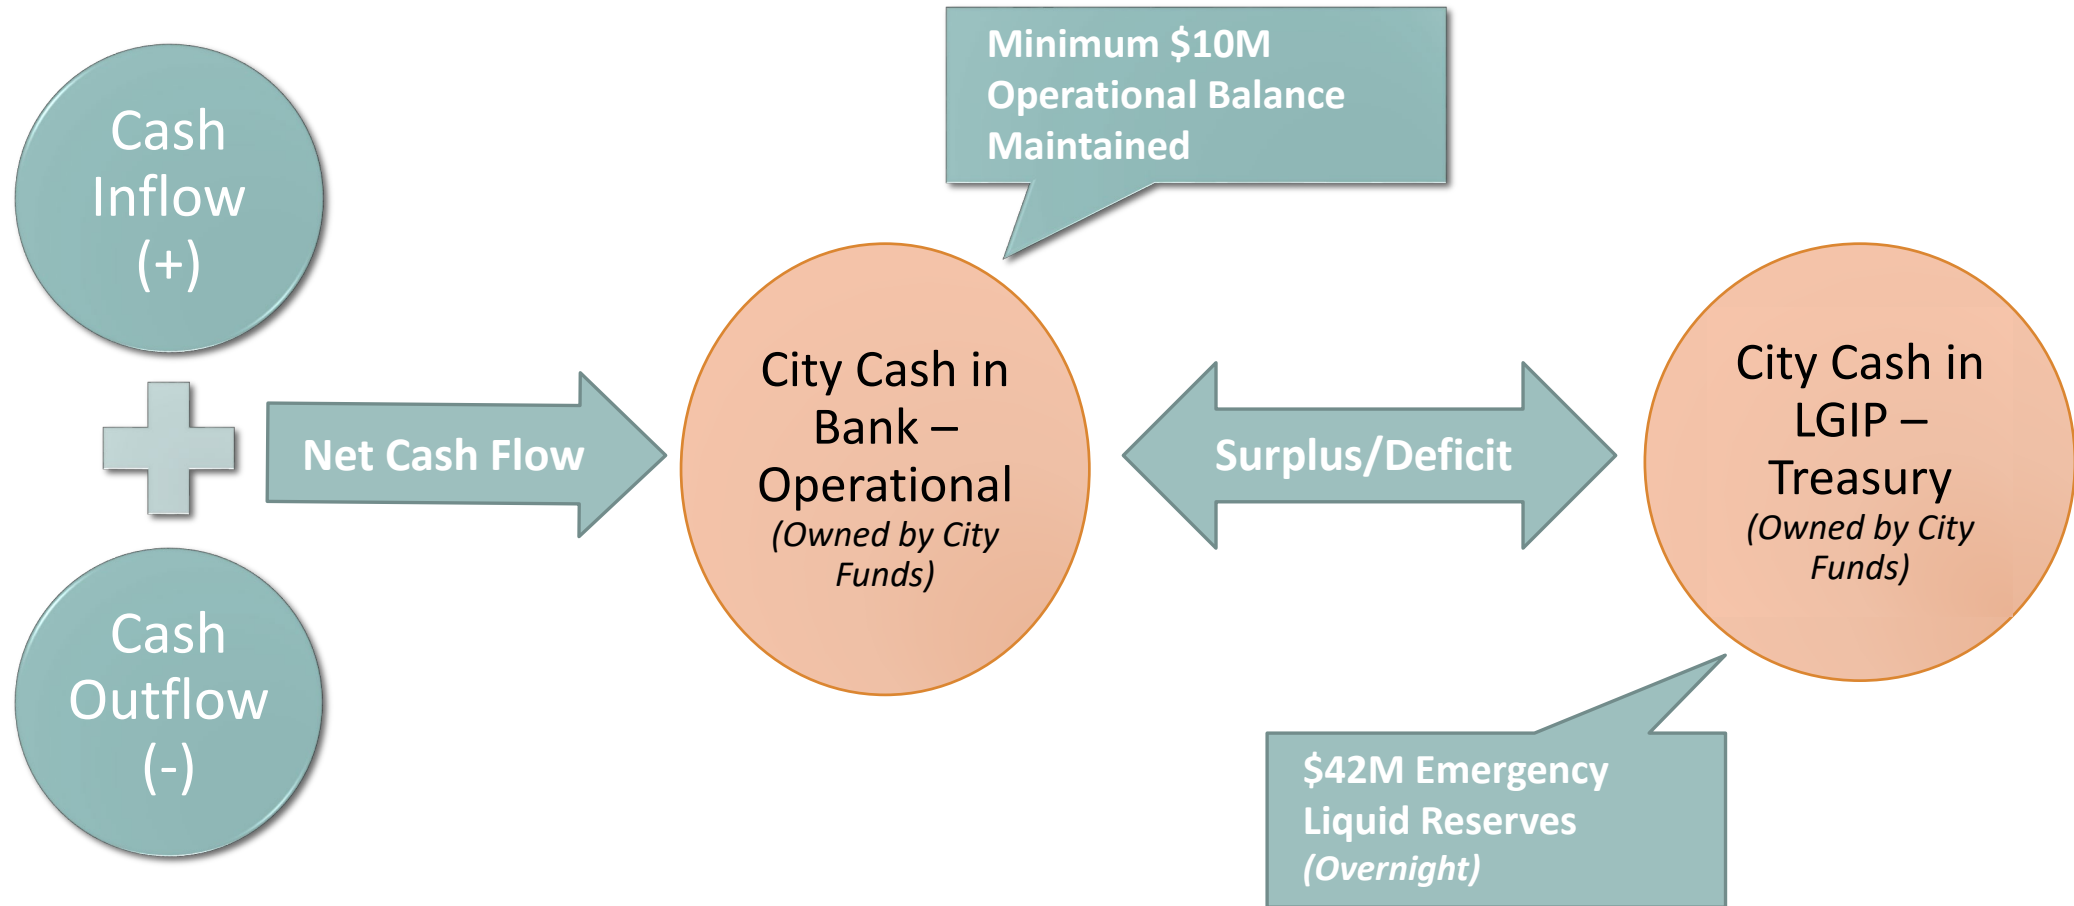 Cash
Inflow
(+)
Cash
Outflow
(-)
Net Cash Flow
Minimum $10M
Operational Balance
Maintained
City Cash in
Bank –
Operational
(Owned by City
Funds)
Surplus/Deficit
City Cash in
LGIP –
Treasury
(Owned by City
Funds)
$42M Emergency
Liquid Reserves
(Overnight)